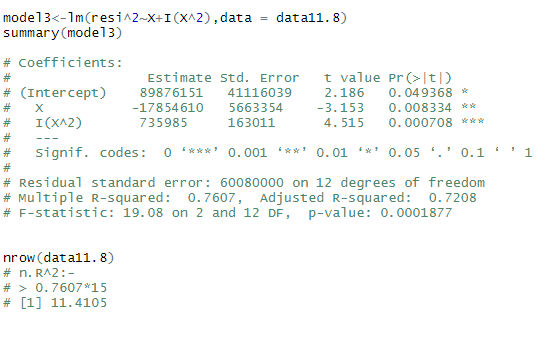 model3<-lm(resi^2~X+I(X^2),data = data11.8)
summary(model3)
# Coefficients:
# Estimate Std. Error t value Pr(>|t|)
# (Intercept) 89876151 41116039 2.186 0.049368 *
# X -17854610 5663354 -3.153 0.008334 **
# I(X^2) 735985 163011 4.515 0.000708 ***
# ---
# Signif. codes: 0 ‘***’ 0.001 ‘**’ 0.01 ‘*’ 0.05 ‘.’ 0.1 ‘ ’ 1
#
# Residual standard error: 60080000 on 12 degrees of freedom
# Multiple R-squared: 0.7607, Adjusted R-squared: 0.7208
# F-statistic: 19.08 on 2 and 12 DF, p-value: 0.0001877
nrow(data11.8)
# n.R^2:-
# > 0.7607*15
# [1] 11.4105